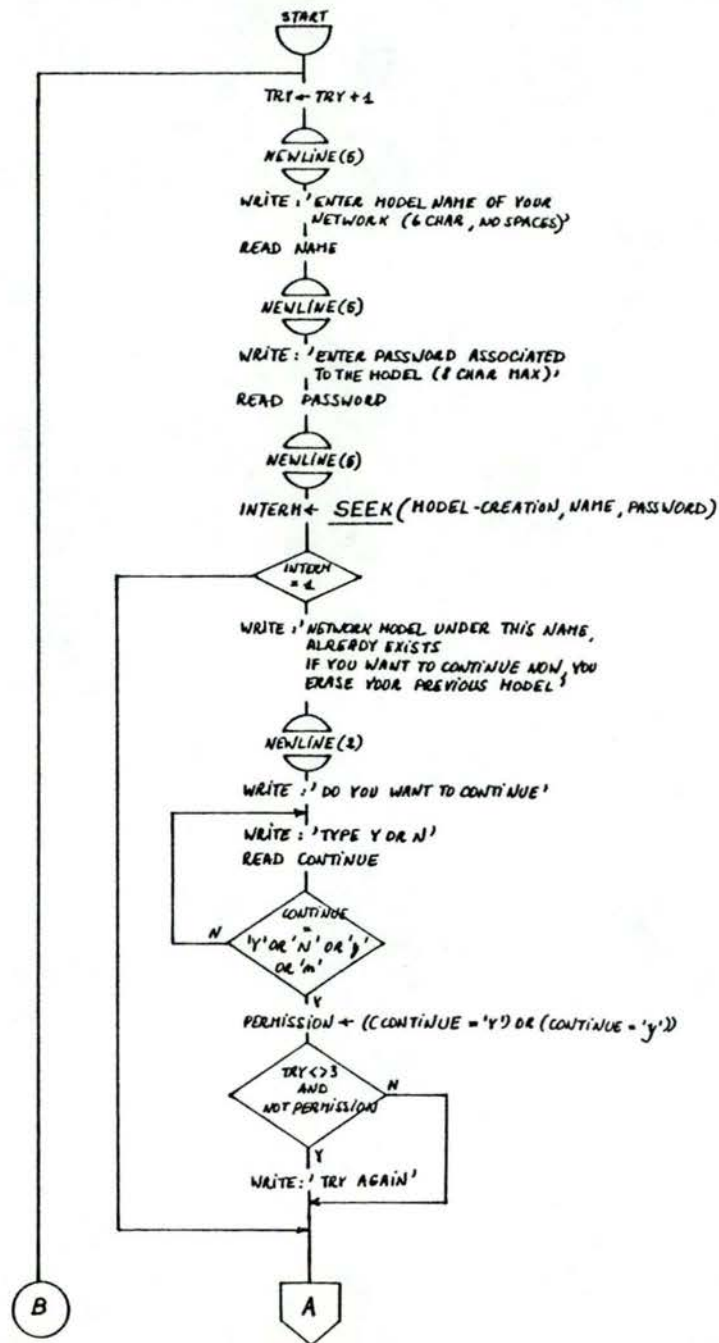 START
TRY ← TRY + 1
NEWLINE(5)
WRITE : 'ENTER MODEL NAME OF YOUR
NETWORK (6 CHAR, NO SPACES)'
READ NAME
NEWLINE(5)
WRITE : 'ENTER PASSWORD ASSOCIATED
TO THE MODEL (8 CHAR MAX)'
READ PASSWORD
NEWLINE(5)
INTERM ← SEEK (MODEL-CREATION, NAME, PASSWORD)
INTERM
= 1
WRITE : 'NETWORK MODEL UNDER THIS NAME,
ALREADY EXISTS
IF YOU WANT TO CONTINUE NOW, YOU
ERASE YOUR PREVIOUS MODEL'
NEWLINE(2)
WRITE : 'DO YOU WANT TO CONTINUE'
WRITE : 'TYPE Y OR N'
READ CONTINUE
CONTINUE
=
N
'Y' OR 'N' OR 'y'
OR 'n'
Y
PERMISSION ← ((CONTINUE = 'Y') OR (CONTINUE = 'y'))
TRY <> 3
AND
NOT PERMISSION
N
Y
WRITE : 'TRY AGAIN'
B
A